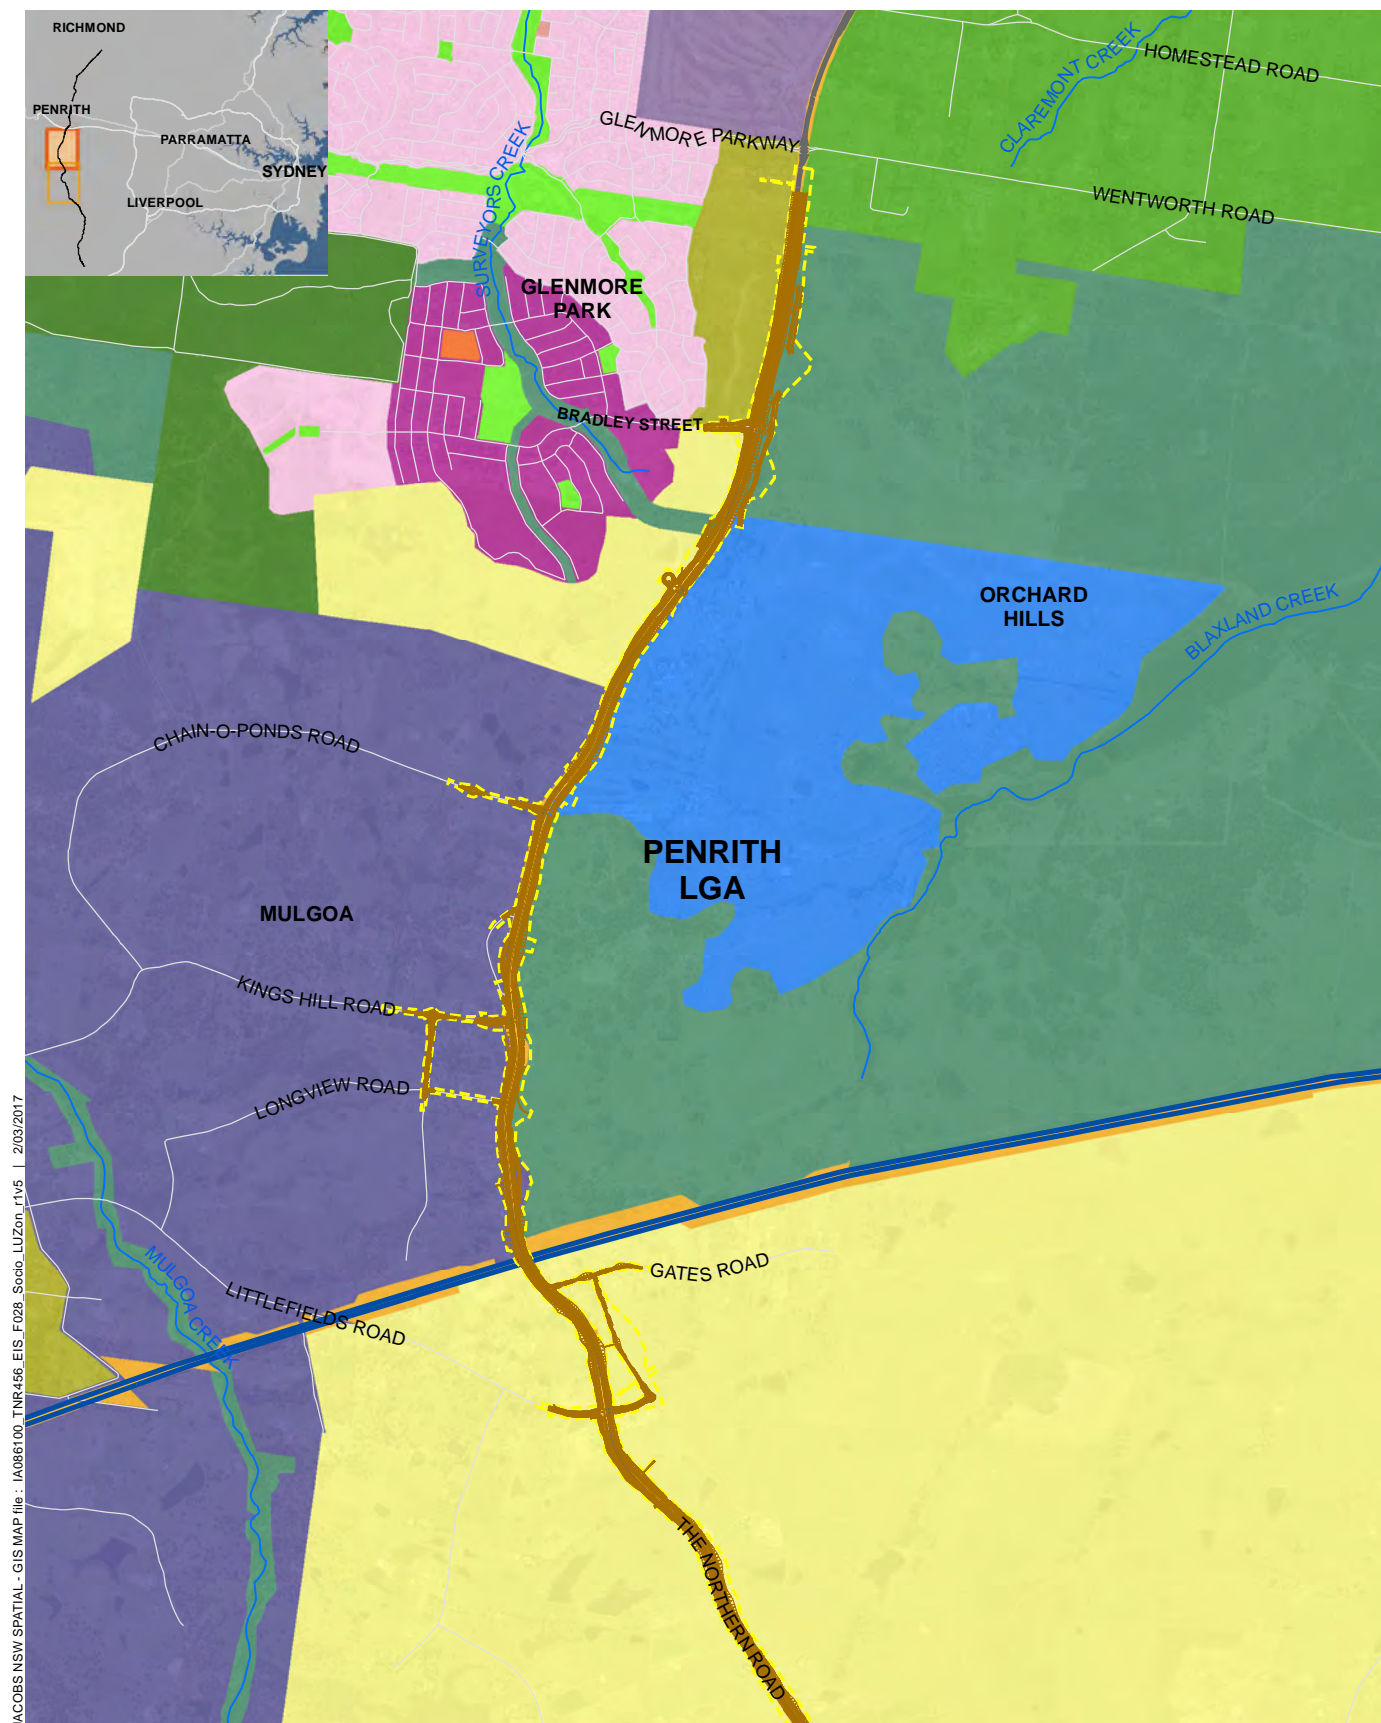 RICHMOND
PENRITH
PARRAMATTA
SYDNEY
LIVERPOOL
HOMESTEAD ROAD
CLAREMONT CREEK
GLENMORE PARKWAY
WENTWORTH ROAD
SURVEYORS CREEK
GLENMORE
PARK
BRADLEY STREET
ORCHARD
HILLS
BLAXLAND CREEK
CHAIN-O-PONDS ROAD
PENRITH
LGA
MULGOA
KINGS HILL ROAD
LONGVIEW ROAD
GATES ROAD
MULGOA CREEK
LITTLEFIELDS ROAD
THE NORTHERN ROAD
JACOBS NSW SPATIAL - GIS MAP file : IA086100_TNR456_EIS_F028_Socio_LUZon_r1v5 | 2/03/2017